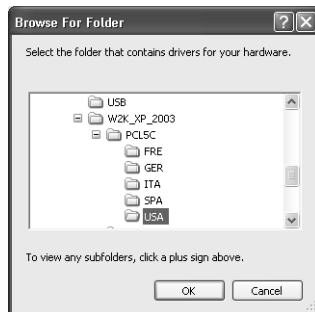 Browse For Folder
Select the folder that contains drivers for your hardware.
USB
W2K_XP_2003
PCL5C
FRE
GER
ITA
SPA
USA
To view any subfolders, click a plus sign above.
OK Cancel